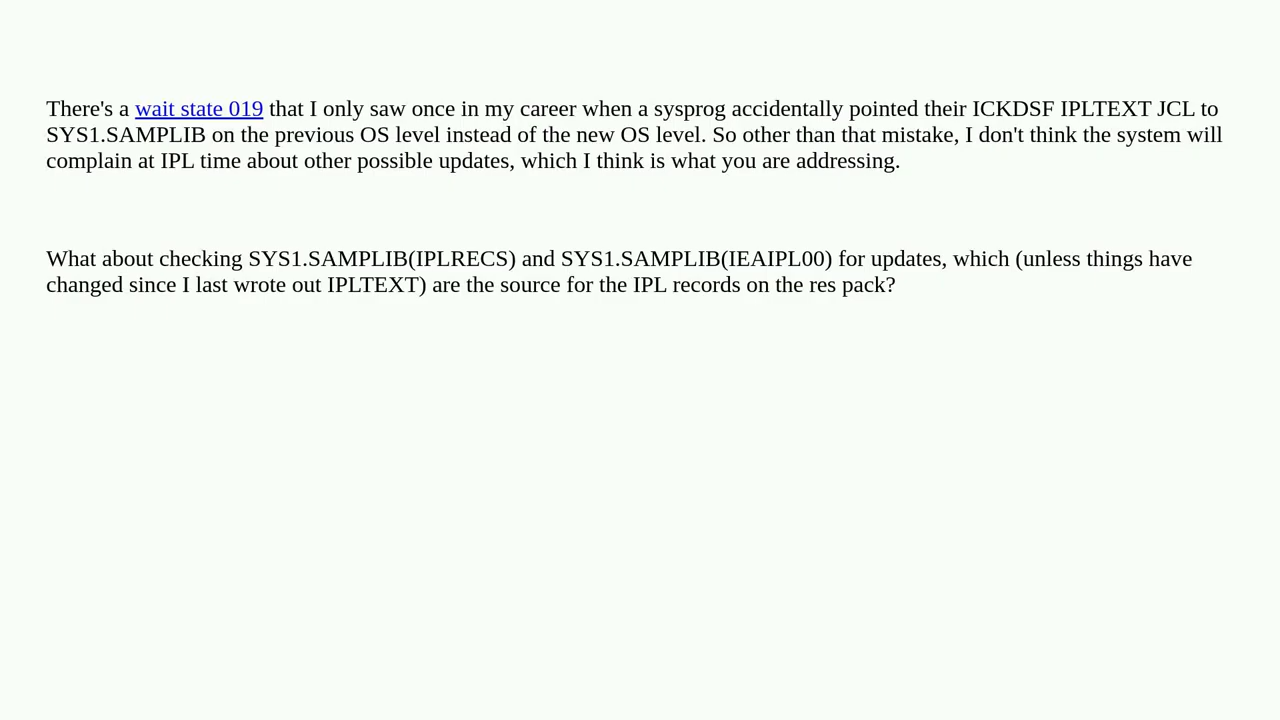 There's a wait state 019 that I only saw once in my career when a sysprog accidentally pointed their ICKDSF IPLTEXT JCL to
SYS1.SAMPLIB on the previous OS level instead of the new OS level. So other than that mistake, I don't think the system will
complain at IPL time about other possible updates, which I think is what you are addressing.
What about checking SYS1.SAMPLIB(IPLRECS) and SYS1.SAMPLIB(IEAIPL00) for updates, which (unless things have
changed since I last wrote out IPLTEXT) are the source for the IPL records on the res pack?